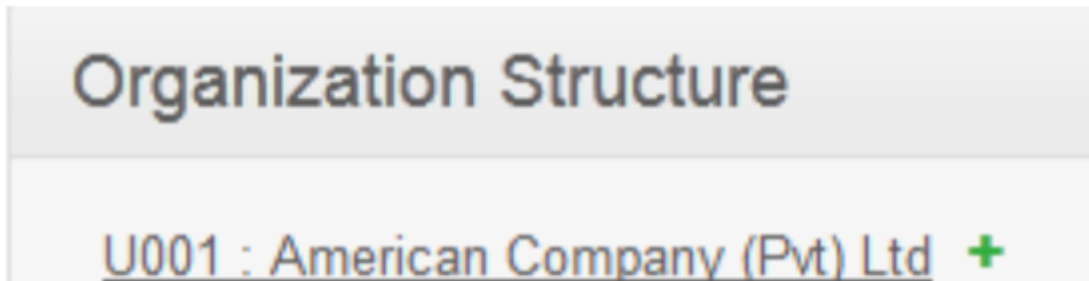 Organization Structure
U001 : American Company (Pvt) Ltd +